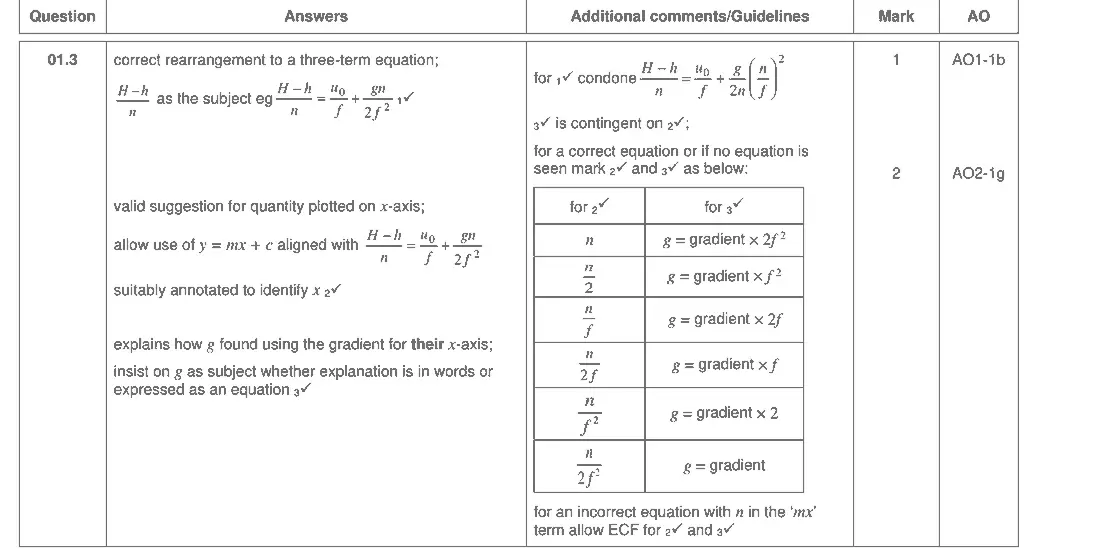 Question Answers Additional comments/Guidelines Mark AO
01.3 correct rearrangement to a three-term equation; 1 AO1-1b
(H – h)/n as the subject eg (H – h)/n = u₀/f + gn/(2f²) ₁✓
for ₁✓ condone (H – h)/n = u₀/f + g/(2n) (n/f)²
₃✓ is contingent on ₂✓;
for a correct equation or if no equation is
seen mark ₂✓ and ₃✓ as below:
2 AO2-1g
valid suggestion for quantity plotted on x-axis;
allow use of y = mx + c aligned with (H – h)/n = u₀/f + gn/(2f²)
suitably annotated to identify x ₂✓
explains how g found using the gradient for their x-axis;
insist on g as subject whether explanation is in words or
expressed as an equation ₃✓
for ₂✓ for ₃✓
n g = gradient × 2f²
n/2 g = gradient × f²
n/f g = gradient × 2f
n/(2f) g = gradient × f
n/f² g = gradient × 2
n/(2f²) g = gradient
for an incorrect equation with n in the ‘mx’
term allow ECF for ₂✓ and ₃✓